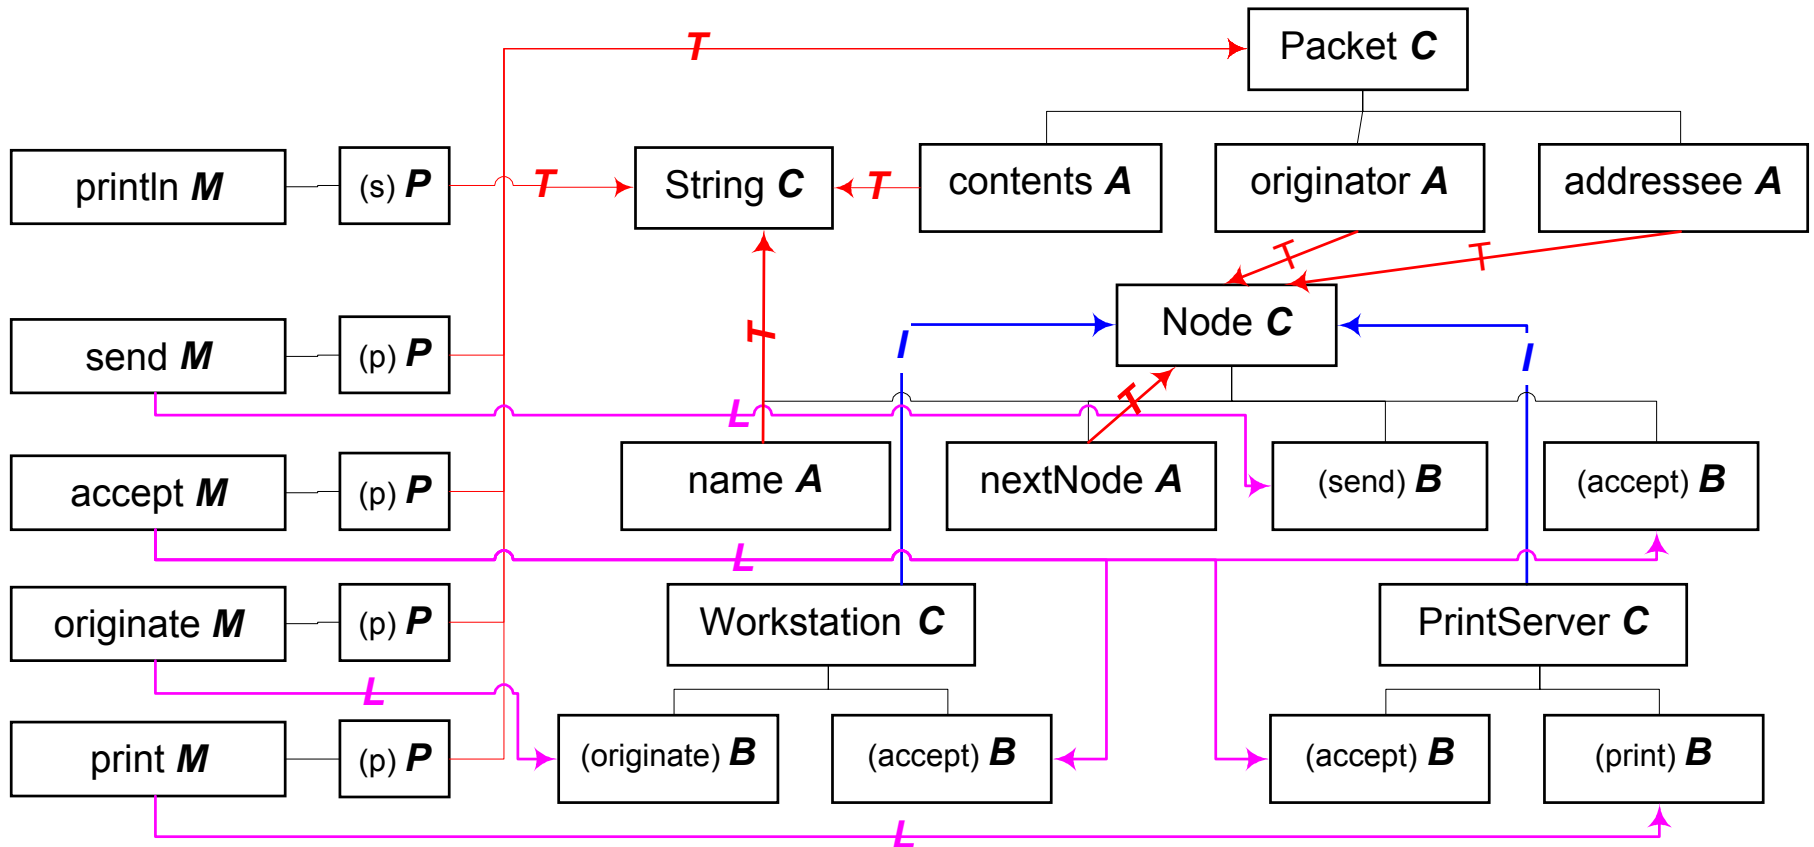 Packet C
T
println M
(s) P
T
String C
T
contents A
originator A
addressee A
T
T
Node C
T
I
I
send M
(p) P
T
L
name A
nextNode A
(send) B
(accept) B
accept M
(p) P
L
originate M
(p) P
Workstation C
PrintServer C
L
print M
(p) P
(originate) B
(accept) B
(accept) B
(print) B
L